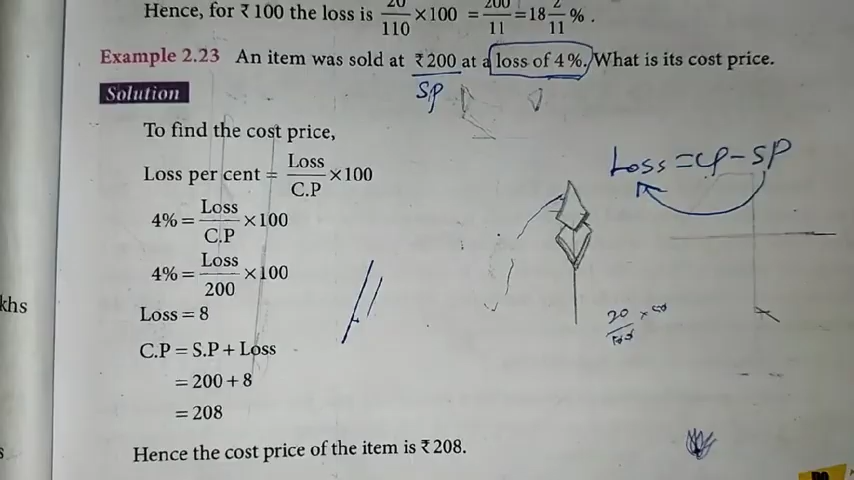 Hence, for ₹ 100 the loss is 20/110 ×100 = 200/11 = 18 2/11 % .
Example 2.23 An item was sold at ₹ 200 at a loss of 4%. What is its cost price.
SP
Solution
To find the cost price,
Loss per cent = Loss/C.P ×100
Loss = CP − SP
4% = Loss/C.P ×100
4% = Loss/200 ×100
khs
Loss = 8
20
C.P = S.P + Loss
= 200 + 8
= 208
Hence the cost price of the item is ₹ 208.